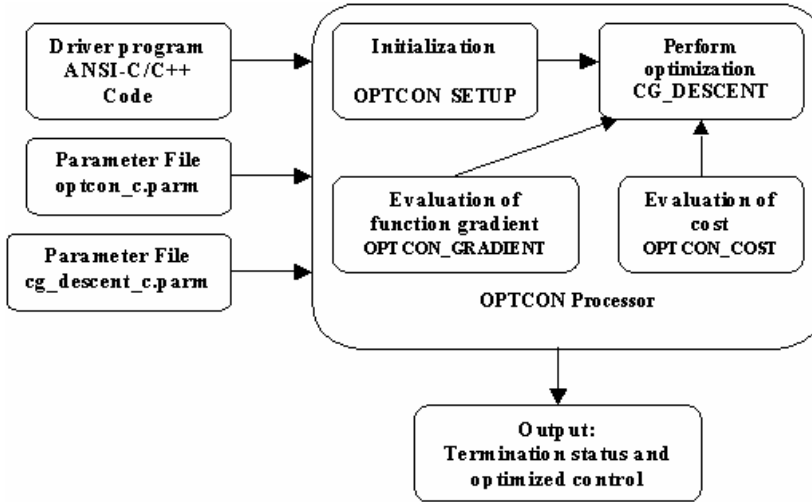 Driver program
ANSI-C/C++
Code
Parameter File
optcon_c.parm
Parameter File
cg_descent_c.parm
Initialization
OPTCON SETUP
Perform
optimization
CG_DESCENT
Evaluation of
function gradient
OPTCON_GRADIENT
Evaluation of
cost
OPTCON_COST
OPTCON Processor
Output:
Termination status and
optimized control